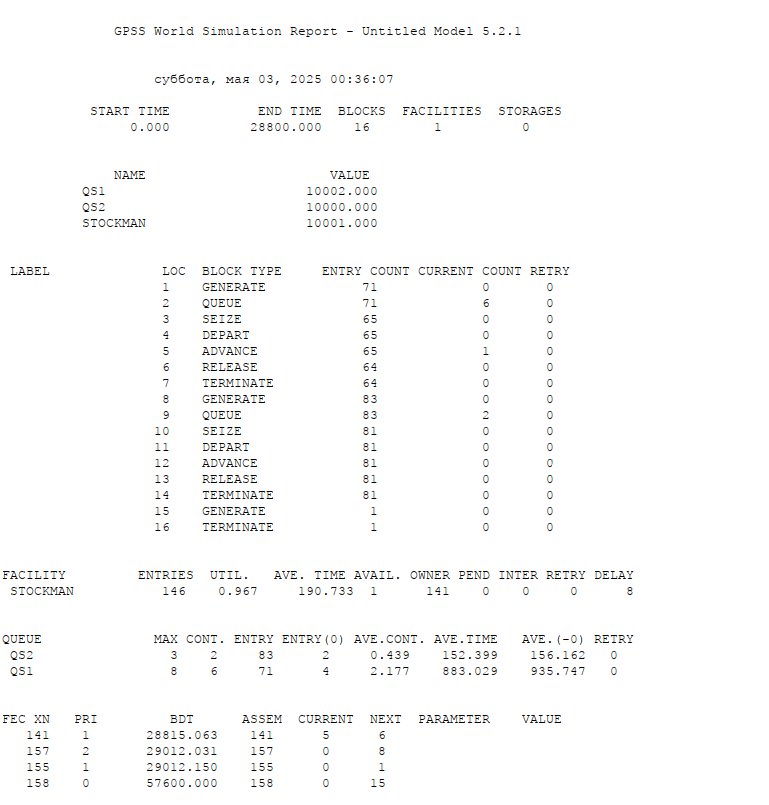 GPSS World Simulation Report - Untitled Model 5.2.1
суббота, мая 03, 2025 00:36:07
START TIME END TIME BLOCKS FACILITIES STORAGES
0.000 28800.000 16 1 0
NAME VALUE
QS1 10002.000
QS2 10000.000
STOCKMAN 10001.000
LABEL LOC BLOCK TYPE ENTRY COUNT CURRENT COUNT RETRY
1 GENERATE 71 0 0
2 QUEUE 71 6 0
3 SEIZE 65 0 0
4 DEPART 65 0 0
5 ADVANCE 65 1 0
6 RELEASE 64 0 0
7 TERMINATE 64 0 0
8 GENERATE 83 0 0
9 QUEUE 83 2 0
10 SEIZE 81 0 0
11 DEPART 81 0 0
12 ADVANCE 81 0 0
13 RELEASE 81 0 0
14 TERMINATE 81 0 0
15 GENERATE 1 0 0
16 TERMINATE 1 0 0
FACILITY ENTRIES UTIL. AVE. TIME AVAIL. OWNER PEND INTER RETRY DELAY
STOCKMAN 146 0.967 190.733 1 141 0 0 0 8
QUEUE MAX CONT. ENTRY ENTRY(0) AVE.CONT. AVE.TIME AVE.(-0) RETRY
QS2 3 2 83 2 0.439 152.399 156.162 0
QS1 8 6 71 4 2.177 883.029 935.747 0
FEC XN PRI BDT ASSEM CURRENT NEXT PARAMETER VALUE
141 1 28815.063 141 5 6
157 2 29012.031 157 0 8
155 1 29012.150 155 0 1
158 0 57600.000 158 0 15